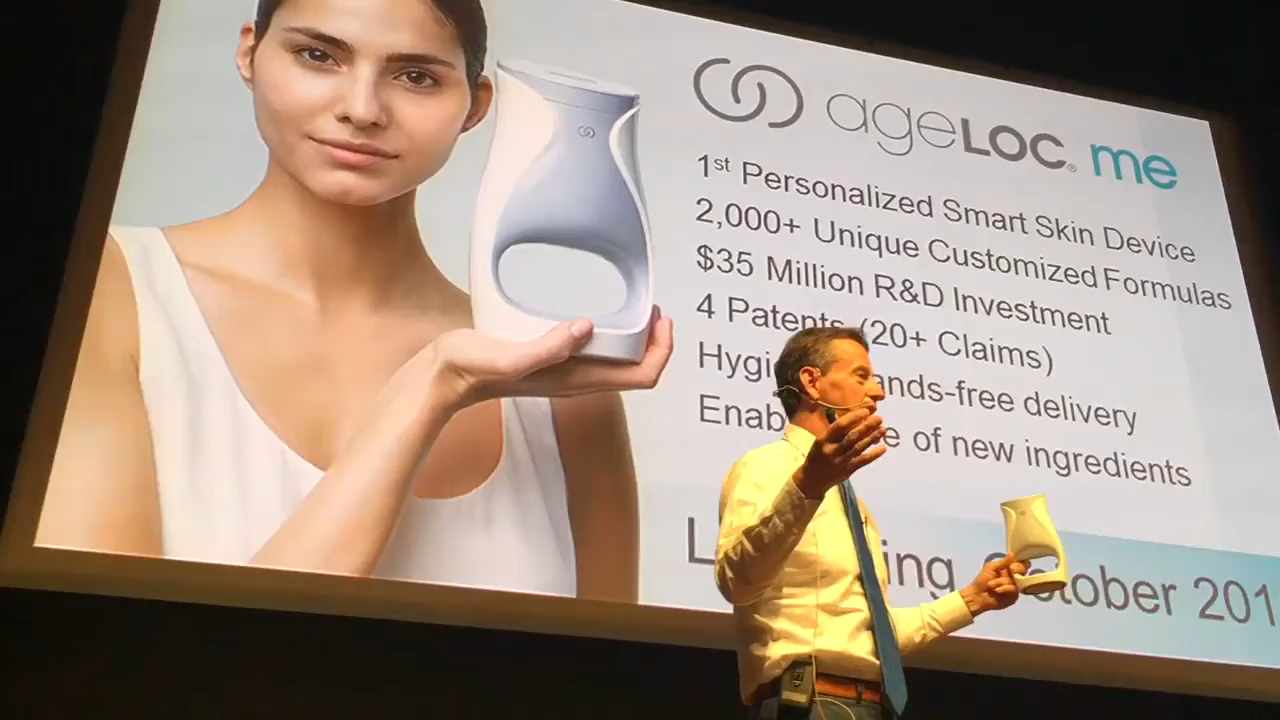 ageLOC® me
1st Personalized Smart Skin Device
2,000+ Unique Customized Formulas
$35 Million R&D Investment
4 Patents (20+ Claims)
Hygi ands-free delivery
Enab e of new ingredients
L ing October 201